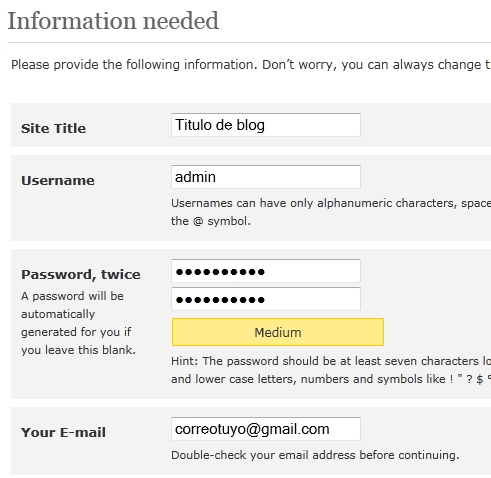 Information needed
Please provide the following information. Don't worry, you can always change t
Site Title
Titulo de blog
Username
admin
Usernames can have only alphanumeric characters, space
the @ symbol.
Password, twice
A password will be
automatically
generated for you if
you leave this blank.
●●●●●●●●●●
●●●●●●●●●●
Medium
Hint: The password should be at least seven characters lo
and lower case letters, numbers and symbols like ! " ? $ %
Your E-mail
correotuyo@gmail.com
Double-check your email address before continuing.